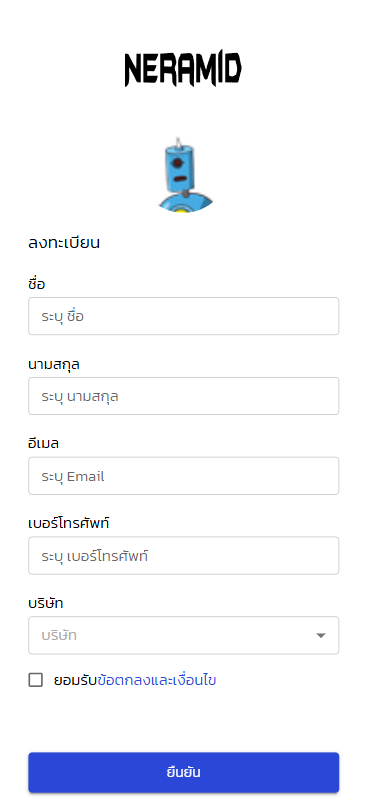 NERAMID
ลงทะเบียน
ชื่อ
ระบุ ชื่อ
นามสกุล
ระบุ นามสกุล
อีเมล
ระบุ Email
เบอร์โทรศัพท์
ระบุ เบอร์โทรศัพท์
บริษัท
บริษัท
ยอมรับข้อตกลงและเงื่อนไข
ยืนยัน